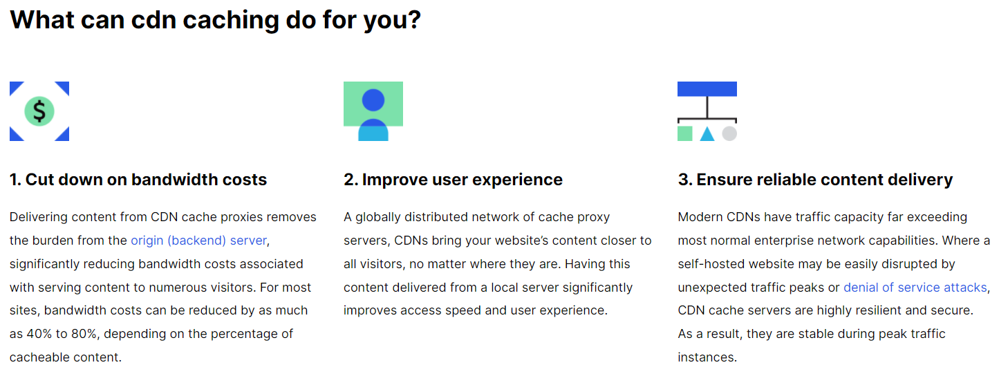 What can cdn caching do for you?
$
1. Cut down on bandwidth costs
Delivering content from CDN cache proxies removes
the burden from the origin (backend) server,
significantly reducing bandwidth costs associated
with serving content to numerous visitors. For most
sites, bandwidth costs can be reduced by as much
as 40% to 80%, depending on the percentage of
cacheable content.
2. Improve user experience
A globally distributed network of cache proxy
servers, CDNs bring your website’s content closer to
all visitors, no matter where they are. Having this
content delivered from a local server significantly
improves access speed and user experience.
3. Ensure reliable content delivery
Modern CDNs have traffic capacity far exceeding
most normal enterprise network capabilities. Where a
self-hosted website may be easily disrupted by
unexpected traffic peaks or denial of service attacks,
CDN cache servers are highly resilient and secure.
As a result, they are stable during peak traffic
instances.